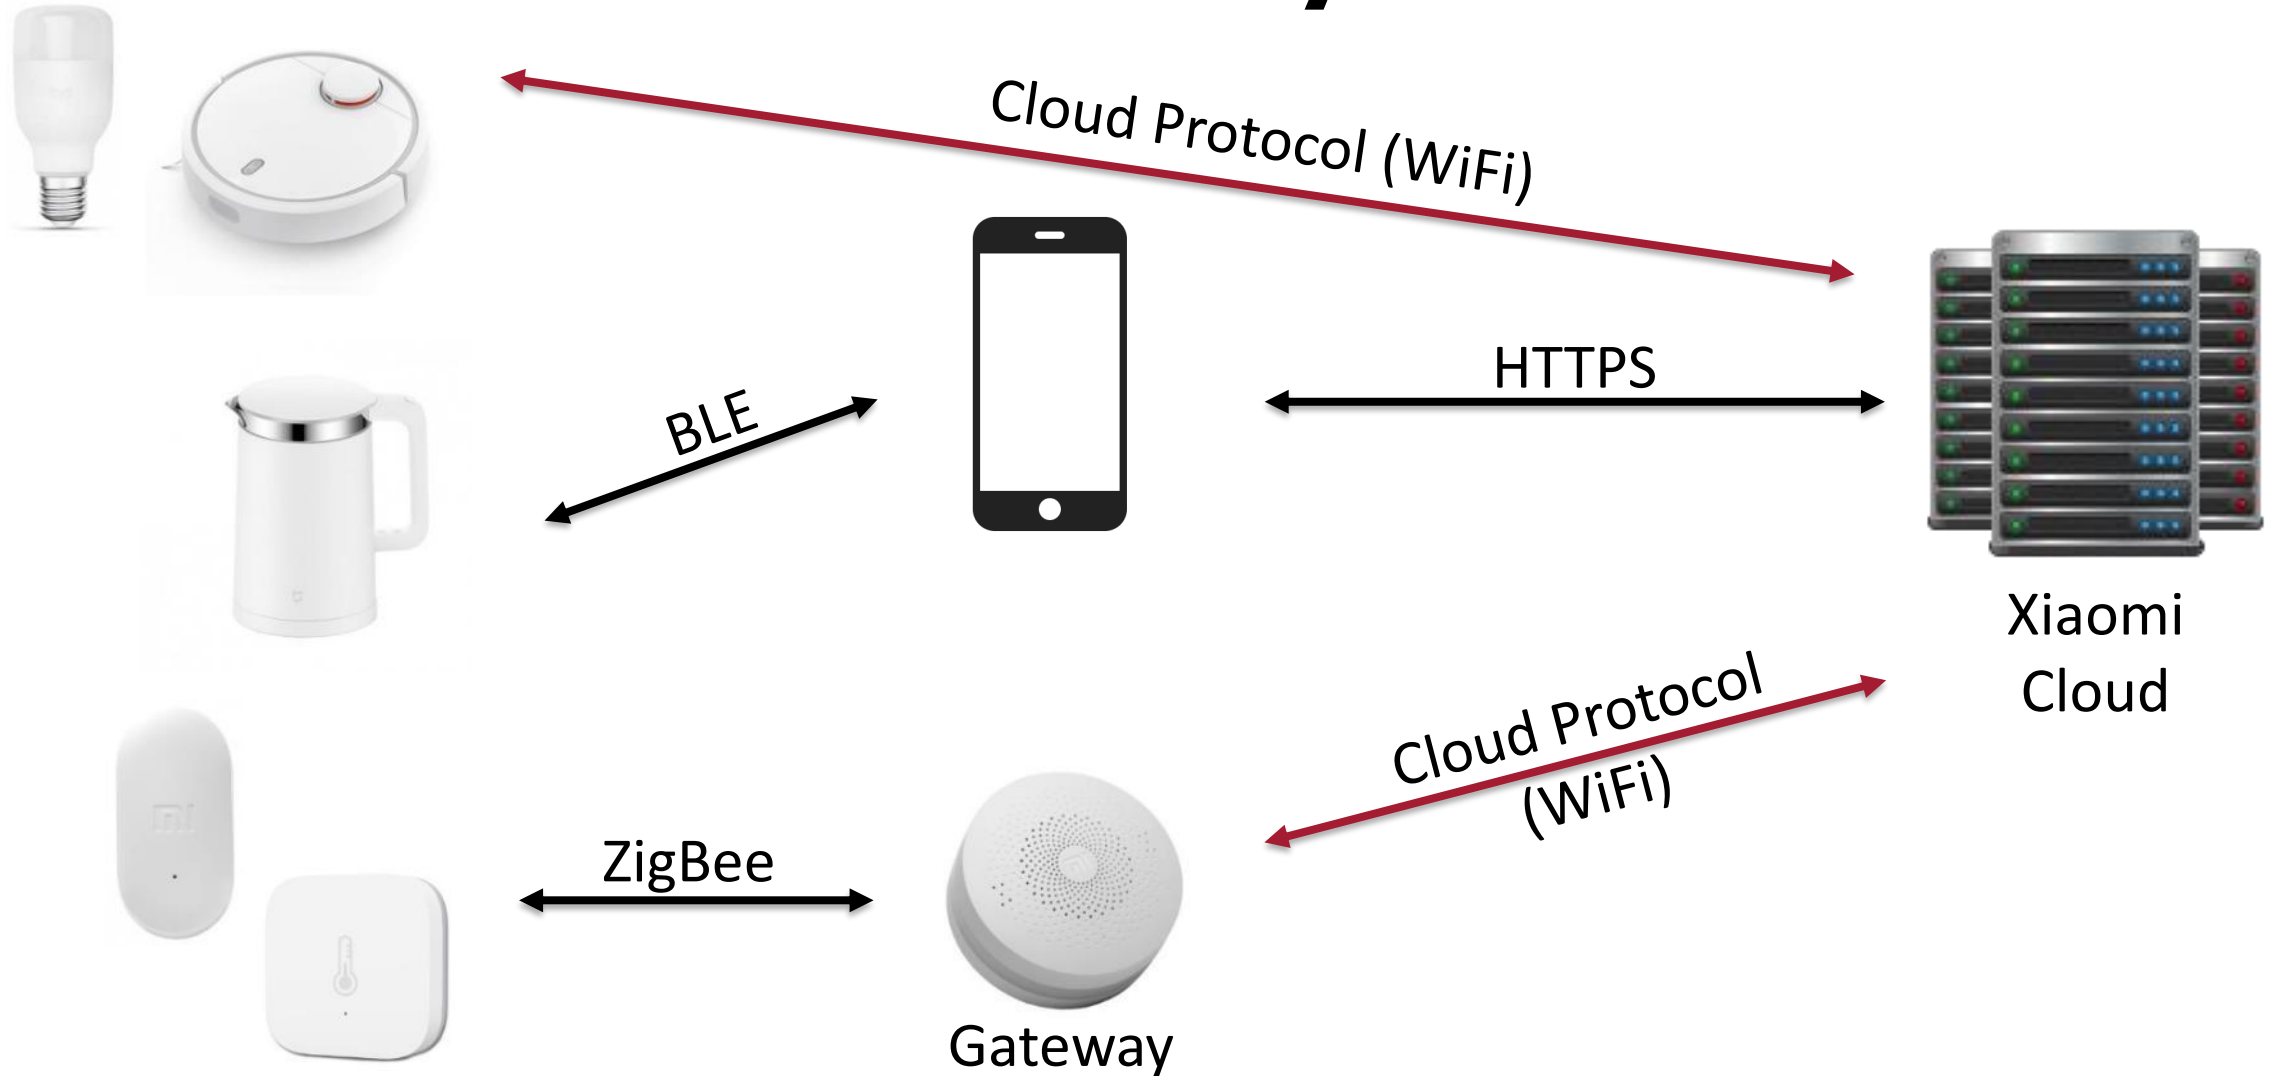 Cloud Protocol (WiFi)
HTTPS
BLE
Xiaomi
Cloud
Cloud Protocol
(WiFi)
ZigBee
Gateway